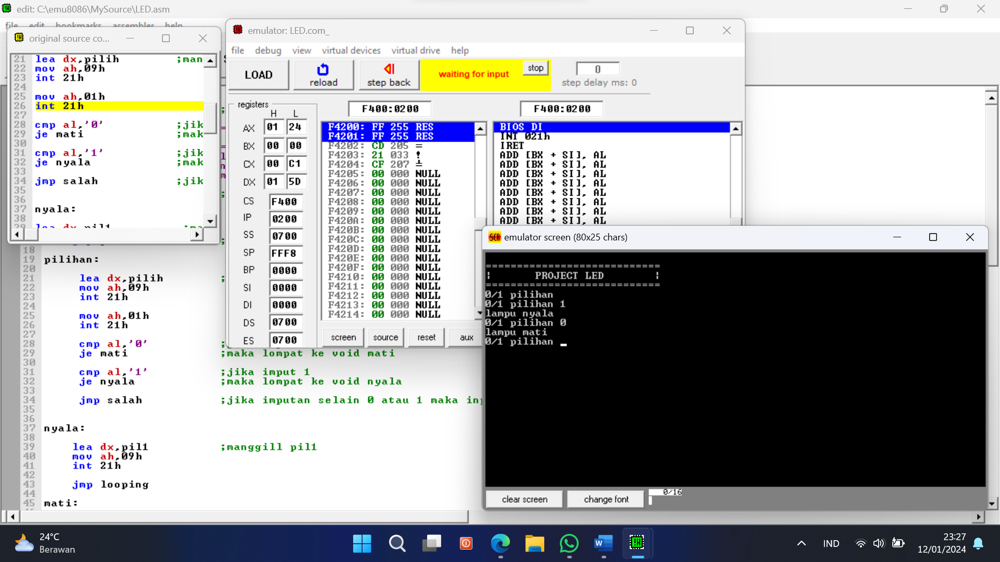 edit: C:\emu8086\MySource\LED.asm
file edit bookmarks assembler help
original source co...
21 lea dx,pilih ;man
22 mov ah,09h
23 int 21h
24
25 mov ah,01h
26 int 21h
27
28 cmp al,'0' ;jik
29 je mati ;mak
30
31 cmp al,'1' ;jik
32 je nyala ;mak
33
34 jmp salah ;jik
35
36
37 nyala:
38
39 lea dx,pil1 ;ma
emulator: LED.com_
file debug view virtual devices virtual drive help
LOAD
reload
step back
waiting for input
stop
0
step delay ms: 0
registers
H L
AX 01 24
BX 00 00
CX 00 C1
DX 01 5D
CS F400
IP 0200
SS 0700
SP FFF8
BP 0000
SI 0000
DI 0000
DS 0700
ES 0700
F400:0200
F4200: FF 255 RES
F4201: FF 255 RES
F4202: CD 205 =
F4203: 21 033 !
F4204: CF 207 ╧
F4205: 00 000 NULL
F4206: 00 000 NULL
F4207: 00 000 NULL
F4208: 00 000 NULL
F4209: 00 000 NULL
F420A: 00 000 NULL
F420B: 00 000 NULL
F420C: 00 000 NULL
F420D: 00 000 NULL
F420E: 00 000 NULL
F420F: 00 000 NULL
F4210: 00 000 NULL
F4211: 00 000 NULL
F4212: 00 000 NULL
F4213: 00 000 NULL
F4214: 00 000 NULL
F400:0200
BIOS DI
INT 021h
IRET
ADD [BX + SI], AL
ADD [BX + SI], AL
ADD [BX + SI], AL
ADD [BX + SI], AL
ADD [BX + SI], AL
ADD [BX + SI], AL
ADD [BX + SI], AL
ADD [BX + SI], AL
screen source reset aux
18
19 pilihan:
20
21 lea dx,pilih ;
22 mov ah,09h
23 int 21h
24
25 mov ah,01h
26 int 21h
27
28 cmp al,'0'
29 je mati ;maka lompat ke void mati
30
31 cmp al,'1' ;jika input 1
32 je nyala ;maka lompat ke void nyala
33
34 jmp salah ;jika imputan selain 0 atau 1 maka inp
35
36
37 nyala:
38
39 lea dx,pil1 ;manggill pil1
40 mov ah,09h
41 int 21h
42
43 jmp looping
44
45 mati:
emulator screen (80x25 chars)
============================
¦ PROJECT LED ¦
============================
0/1 pilihan
0/1 pilihan 1
lampu nyala
0/1 pilihan 0
lampu mati
0/1 pilihan _
clear screen change font 0/16
24°C
Berawan
IND
23:27
12/01/2024